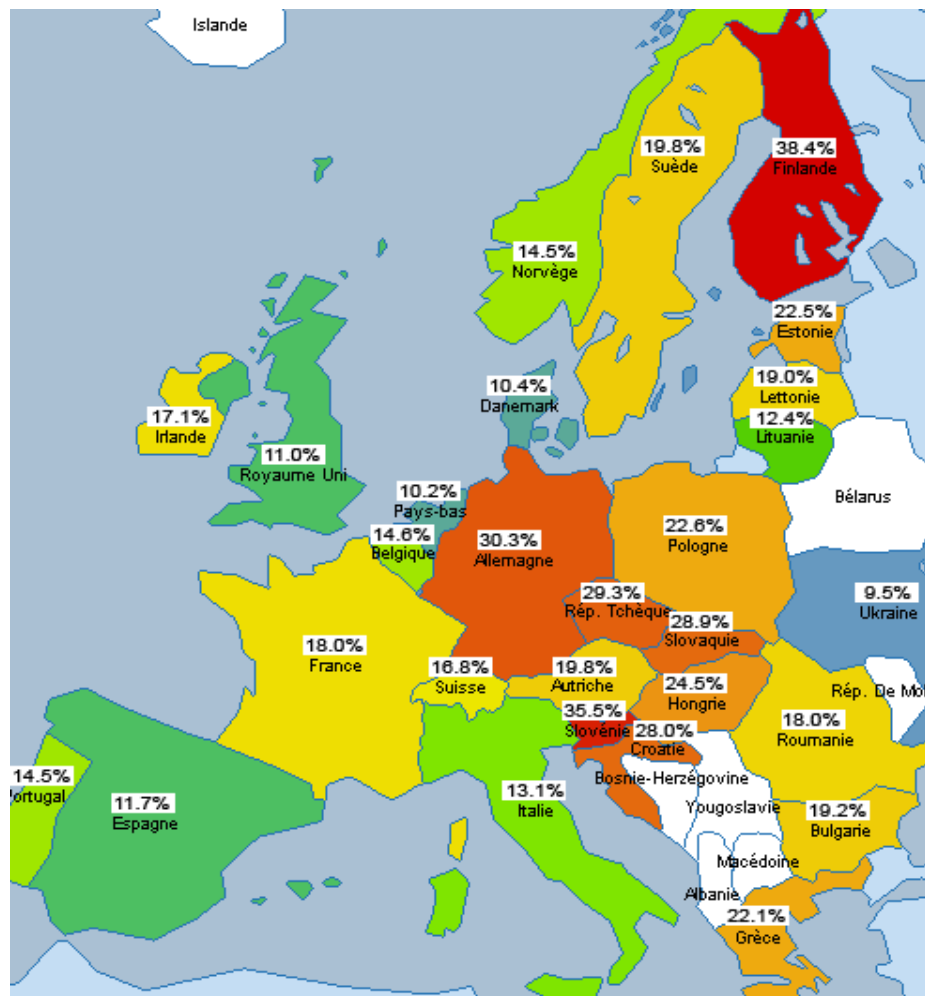 Islande
19.8%
Suède
38.4%
Finlande
14.5%
Norvège
22.5%
Estonie
19.0%
Lettonie
12.4%
Lituanie
10.4%
Danemark
17.1%
Irlande
11.0%
Royaume Uni
10.2%
Pays-bas
14.6%
Belgique
30.3%
Allemagne
22.6%
Pologne
Bélarus
9.5%
Ukraine
29.3%
Rép. Tchèque
28.9%
Slovaquie
18.0%
France
16.8%
Suisse
19.8%
Autriche
24.5%
Hongrie
Rép. De Mol
35.5%
Slovénie
28.0%
Croatie
18.0%
Roumanie
Bosnie-Herzégovine
14.5%
ortugal
11.7%
Espagne
13.1%
Italie
Yougoslavie
19.2%
Bulgarie
Macédoine
Albanie
22.1%
Grèce